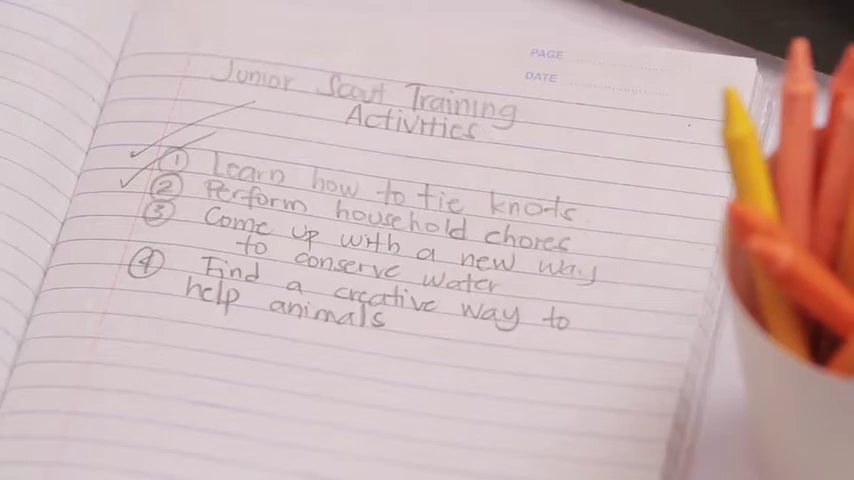 PAGE
DATE
Junior Scout Training
Activities
1 Learn how to tie knots.
2 Perform household chores
3 Come up with a new way
to conserve water
4 Find a creative way to
help animals